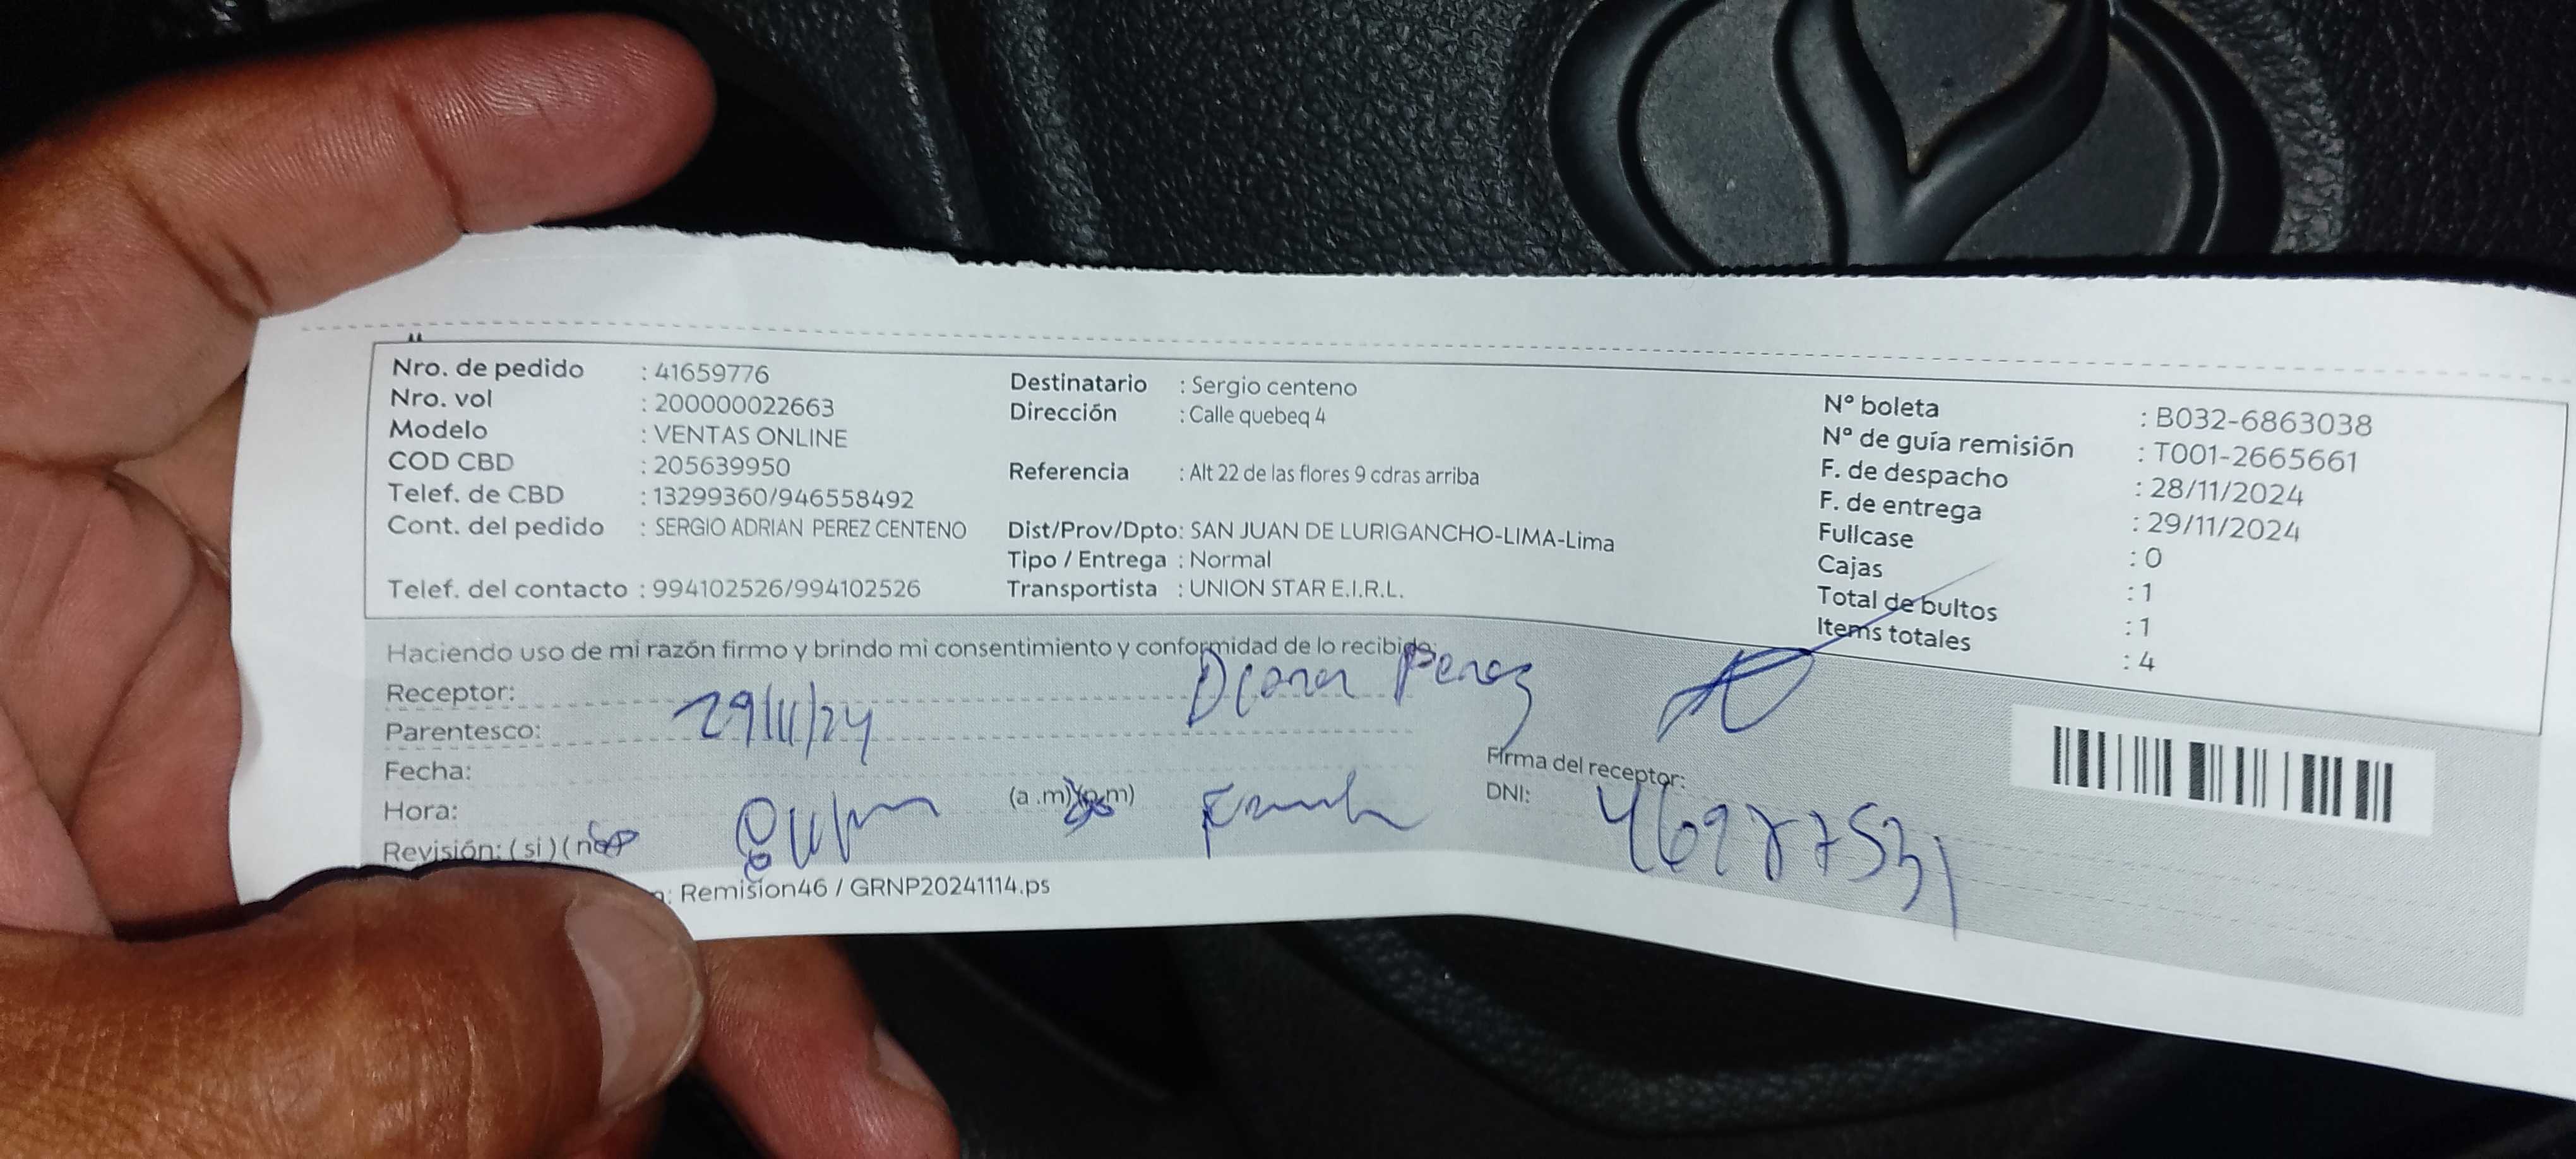 Nro. de pedido : 41659776
Nro. vol : 200000022663
Modelo : VENTAS ONLINE
COD CBD : 205639950
Telef. de CBD : 13299360/946558492
Cont. del pedido : SERGIO ADRIAN PEREZ CENTENO
Telef. del contacto : 994102526/994102526
Destinatario : Sergio centeno
Dirección : Calle quebeq 4
Referencia : Alt 22 de las flores 9 cdras arriba
Dist/Prov/Dpto: SAN JUAN DE LURIGANCHO-LIMA-Lima
Tipo / Entrega : Normal
Transportista : UNION STAR E.I.R.L.
N° boleta : B032-6863038
N° de guía remisión : T001-2665661
F. de despacho : 28/11/2024
F. de entrega : 29/11/2024
Fullcase : 0
Cajas : 1
Total de bultos : 1
Items totales : 4
Haciendo uso de mi razón firmo y brindo mi consentimiento y conformidad de lo recibido:
Receptor: Perez
Parentesco: 29/11/24
Fecha:
Hora: (a.m)(p.m)
Revisión: (si)(no)
Firma del receptor:
DNI: 46987531
: Remision46 / GRNP20241114.ps